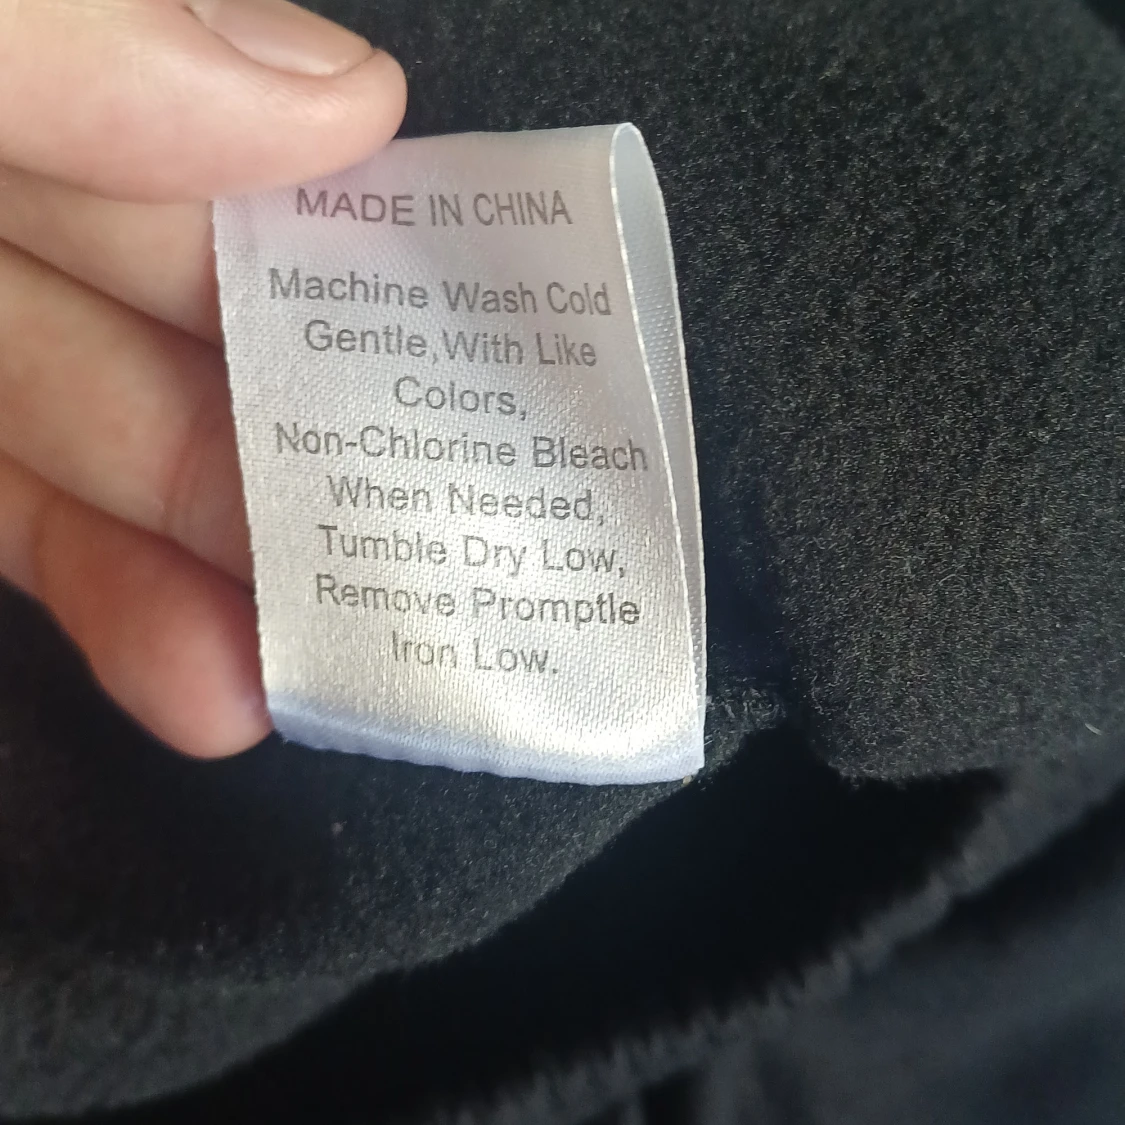 MADE IN CHINA
Machine Wash Cold
Gentle,With Like
Colors,
Non-Chlorine Bleach
When Needed,
Tumble Dry Low,
Remove Promptle
Iron Low.